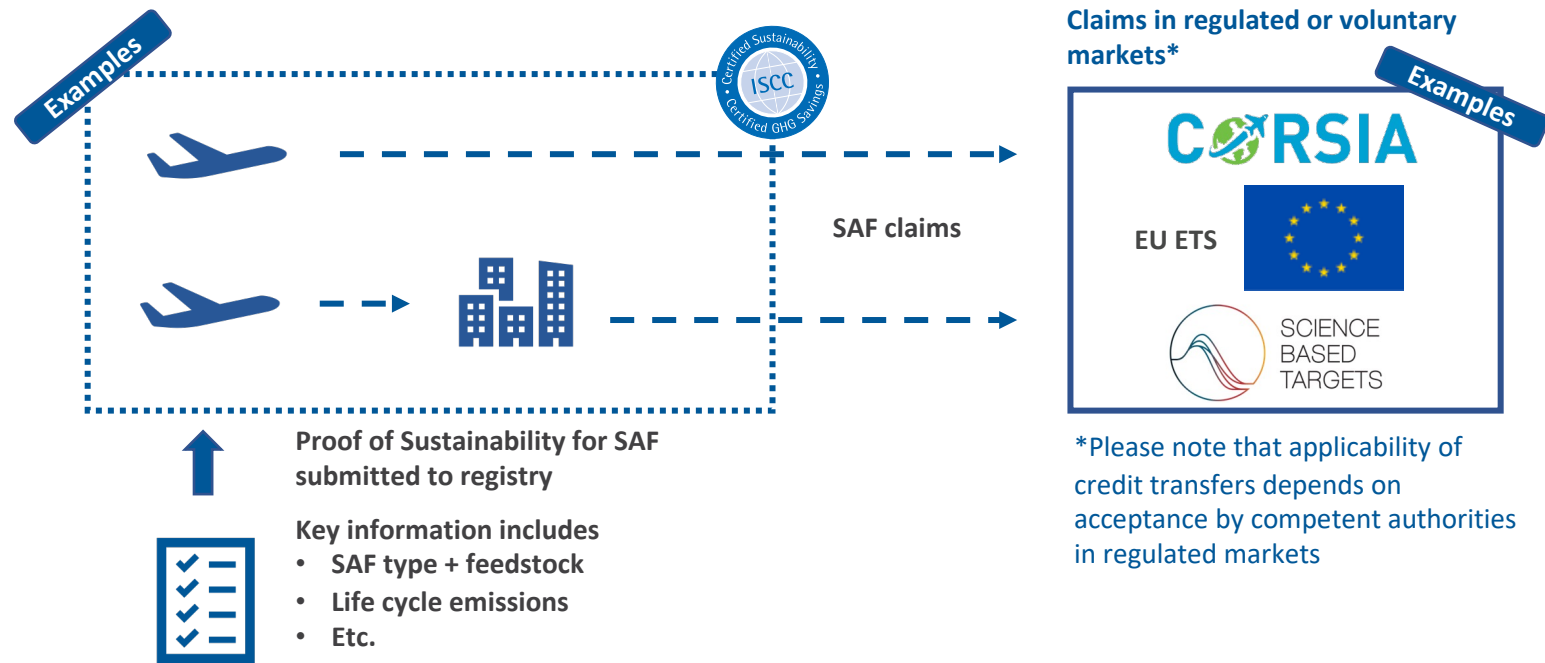 Examples
Certified Sustainability •
ISCC
• Certified GHG Savings
Claims in regulated or voluntary
markets*
Examples
CORSIA
SAF claims
EU ETS
SCIENCE
BASED
TARGETS
Proof of Sustainability for SAF
submitted to registry
Key information includes
• SAF type + feedstock
• Life cycle emissions
• Etc.
*Please note that applicability of
credit transfers depends on
acceptance by competent authorities
in regulated markets